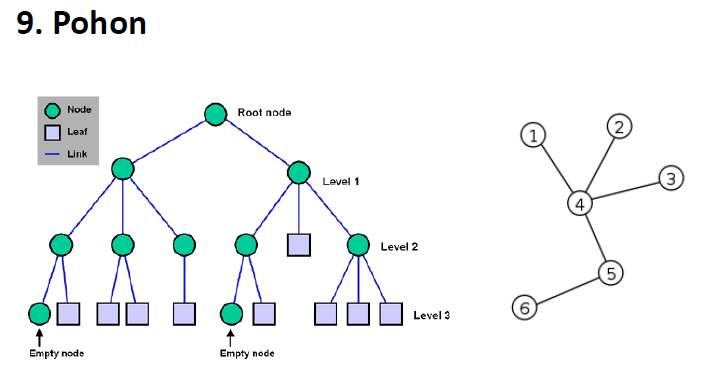 9. Pohon
Node
Leaf
Link
Root node
Level 1
Level 2
Level 3
Empty node
Empty node
1
2
3
4
5
6